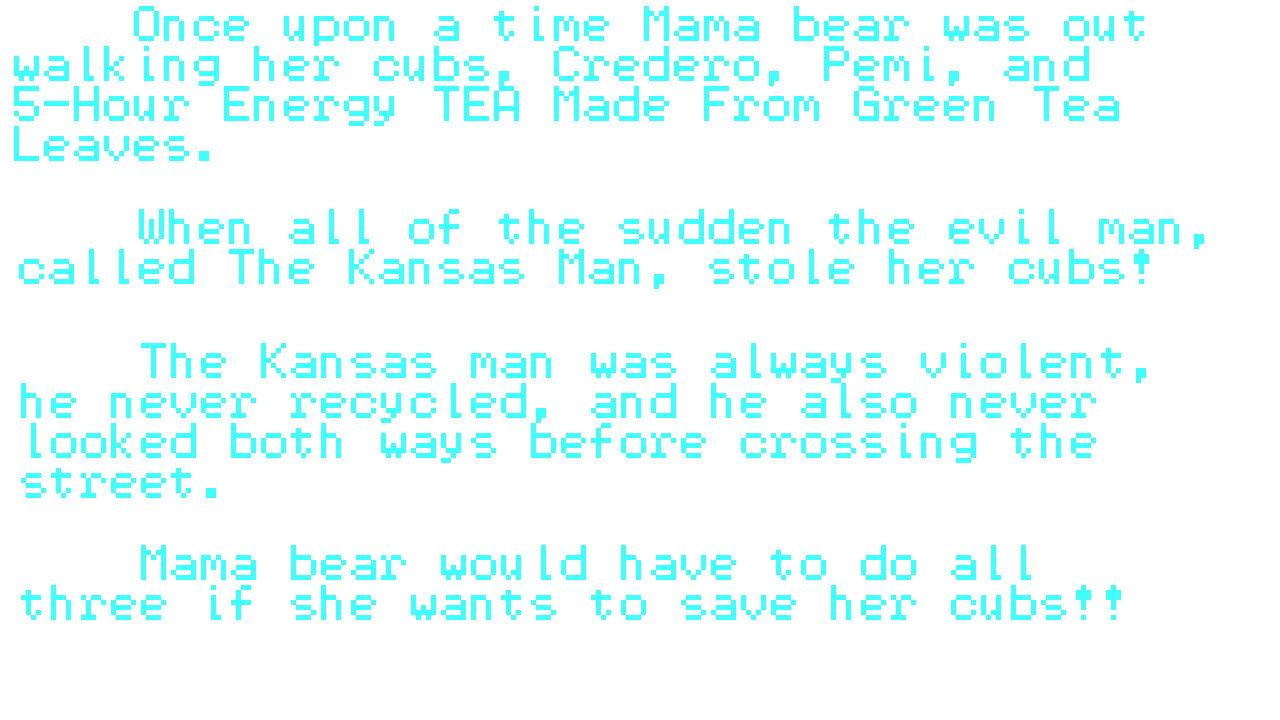 Once upon a time Mama bear was out
walking her cubs, Credero, Pemi, and
5-Hour Energy TEA Made From Green Tea
Leaves.
When all of the sudden the evil man,
called The Kansas Man, stole her cubs!
The Kansas man was always violent,
he never recycled, and he also never
looked both ways before crossing the
street.
Mama bear would have to do all
three if she wants to save her cubs!!